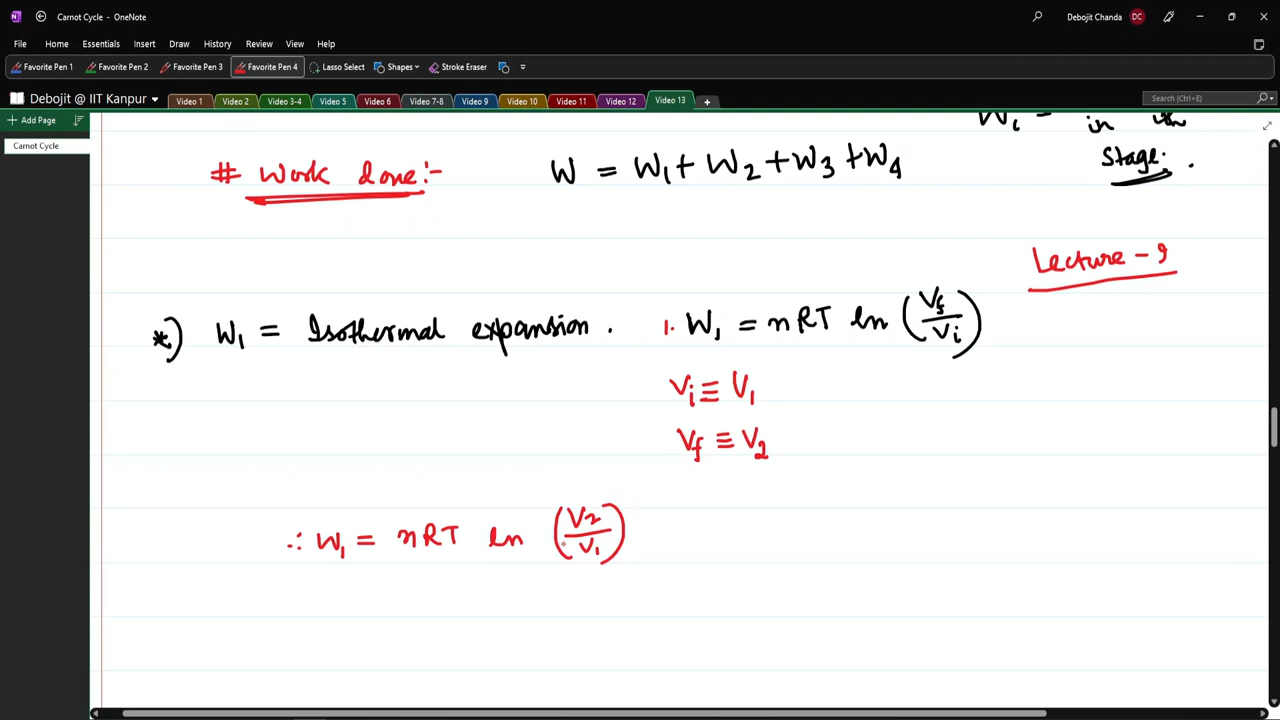 Carnot Cycle - OneNote
Debojit Chanda DC
File Home Essentials Insert Draw History Review View Help
Favorite Pen 1 Favorite Pen 2 Favorite Pen 3 Favorite Pen 4 Lasso Select Shapes Stroke Eraser
Debojit @ IIT Kanpur Video 1 Video 2 Video 3-4 Video 5 Video 6 Video 7-8 Video 9 Video 10 Video 11 Video 12 Video 13 Search (Ctrl+E)
Add Page
Carnot Cycle
Wi = in ith
Stage.
# Work done:- W = W1 + W2 + W3 + W4
Lecture - 9
*) W1 = Isothermal expansion. 1. W1 = nRT ln (Vf/Vi)
Vi ≡ V1
Vf ≡ V2
∴ W1 = nRT ln (V2/V1)